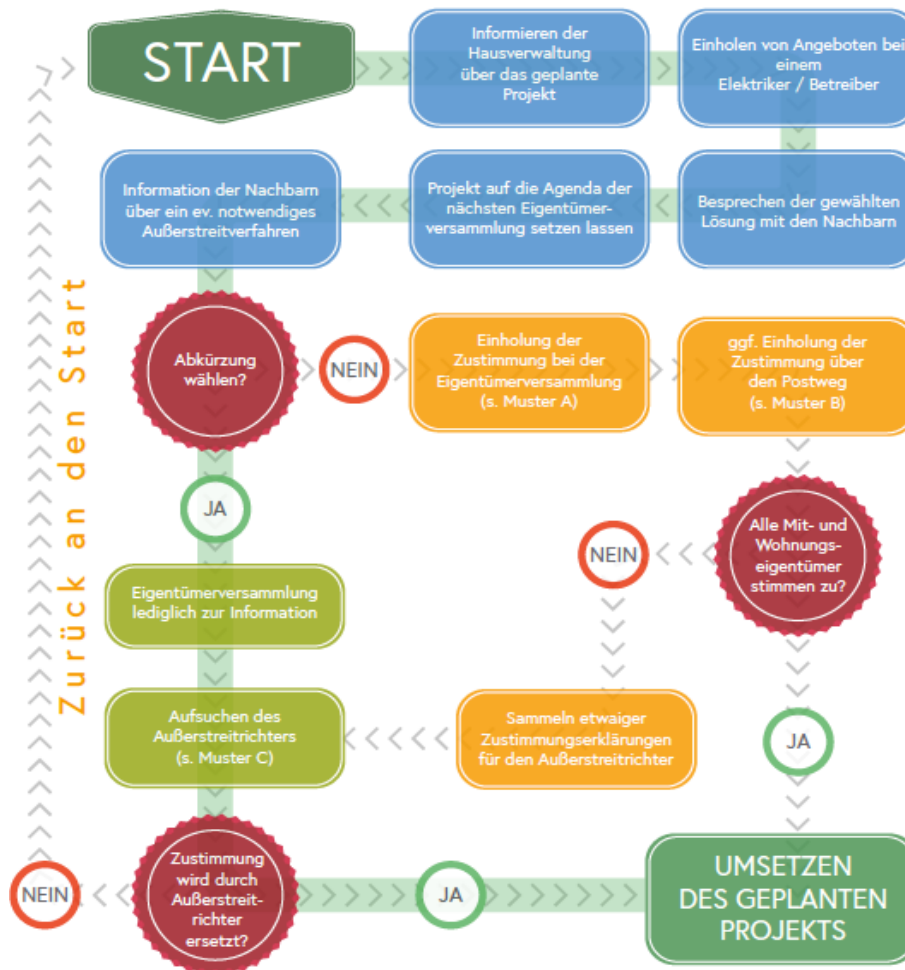 START
Informieren der
Hausverwaltung
über das geplante
Projekt
Einholen von Angeboten bei
einem
Elektriker / Betreiber
Besprechen der gewählten
Lösung mit den Nachbarn
Projekt auf die Agenda der
nächsten Eigentümer-
versammlung setzen lassen
Information der Nachbarn
über ein ev. notwendiges
Außerstreitverfahren
Abkürzung
wählen?
NEIN
Einholung der
Zustimmung bei der
Eigentümerversammlung
(s. Muster A)
ggf. Einholung der
Zustimmung über
den Postweg
(s. Muster B)
Alle Mit- und
Wohnungs-
eigentümer
stimmen zu?
NEIN
Sammeln etwaiger
Zustimmungserklärungen
für den Außerstreitrichter
JA
JA
Eigentümerversammlung
lediglich zur Information
Aufsuchen des
Außerstreitrichters
(s. Muster C)
Zustimmung
wird durch
Außerstreit-
richter
ersetzt?
NEIN
Zurück an den Start
JA
UMSETZEN
DES GEPLANTEN
PROJEKTS